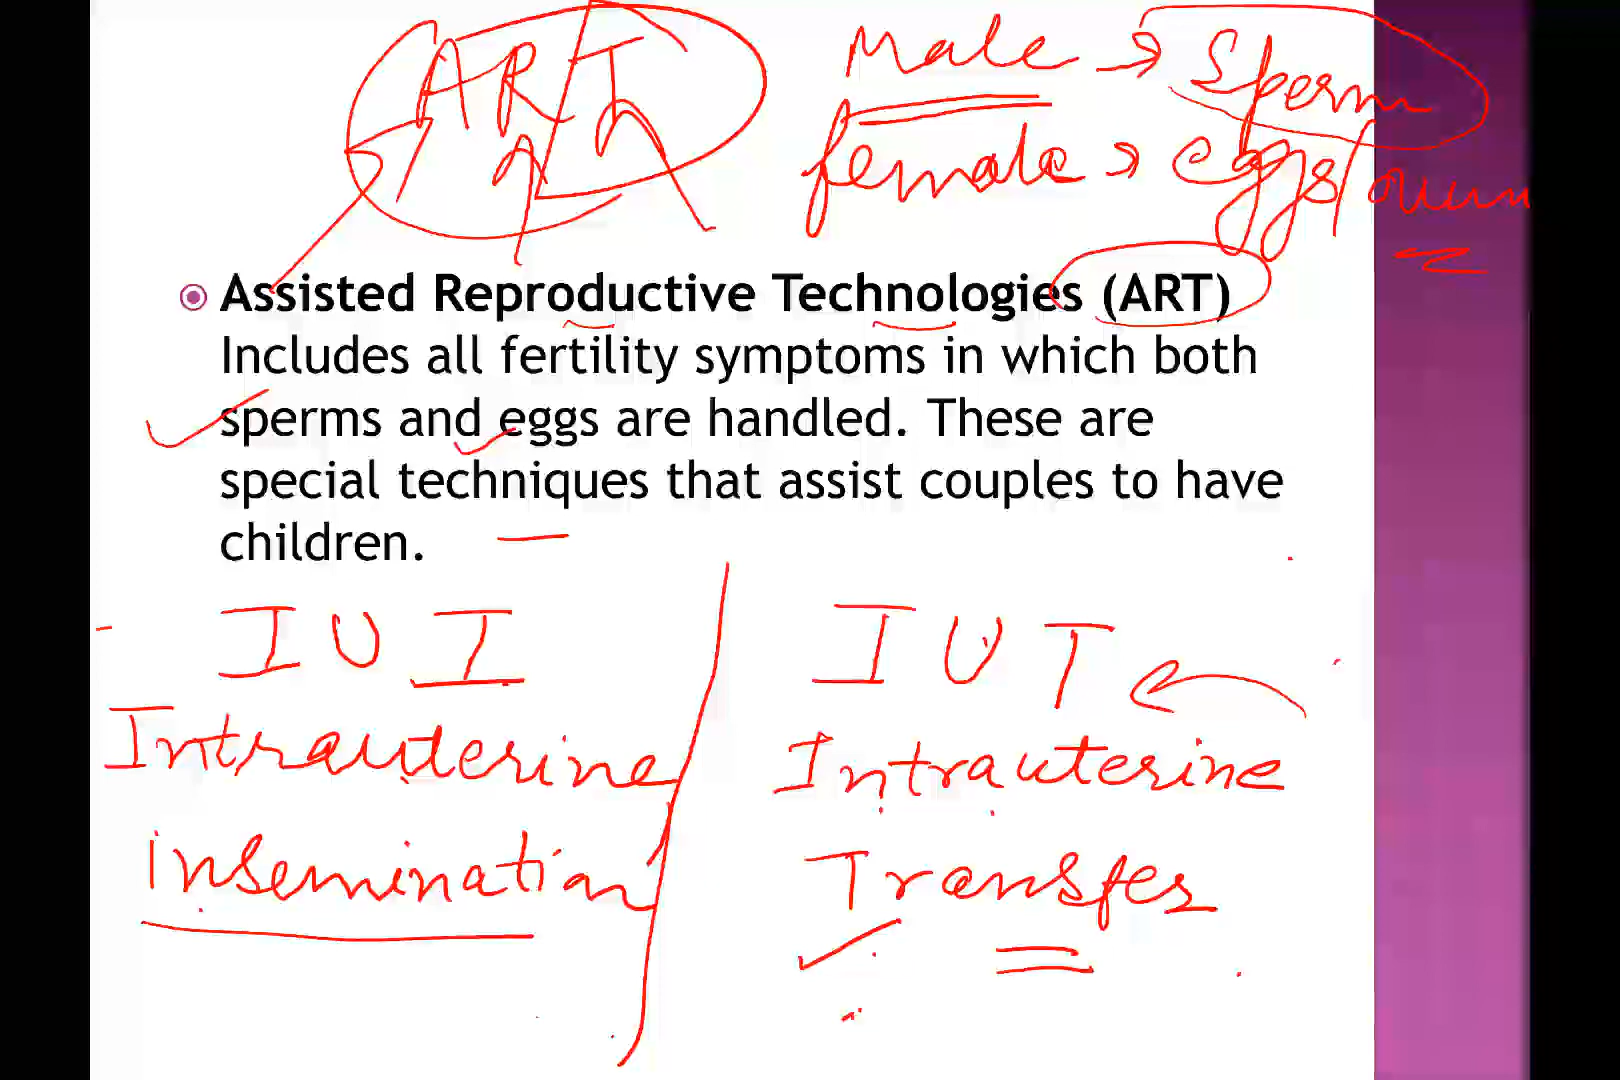 ART
Male → Sperm
female → eggs/ovum
Assisted Reproductive Technologies (ART)
Includes all fertility symptoms in which both
sperms and eggs are handled. These are
special techniques that assist couples to have
children.
IUI
Intrauterine
insemination
IUT
Intrauterine
Transfer